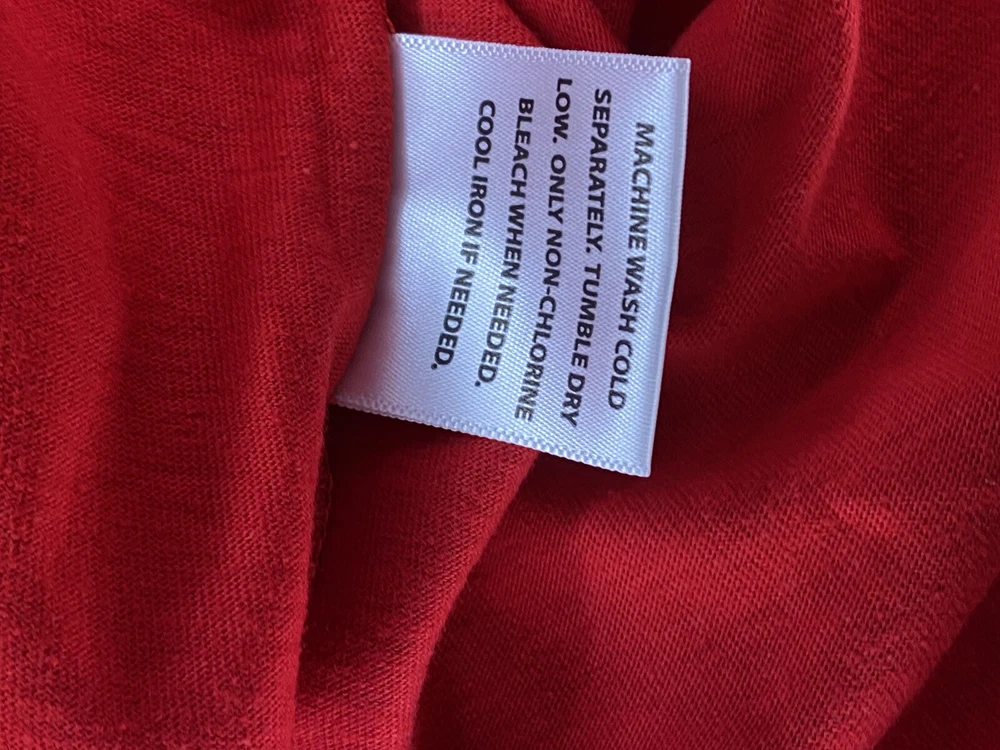 MACHINE WASH COLD
SEPARATELY. TUMBLE DRY
LOW. ONLY NON-CHLORINE
BLEACH WHEN NEEDED.
COOL IRON IF NEEDED.